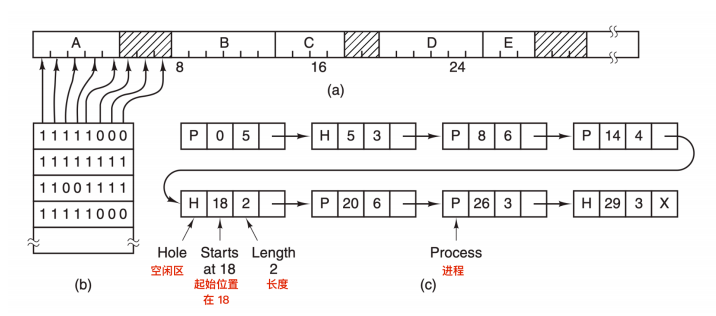 A B C D E
8 16 24
(a)
11111000
11111111
11001111
11111000
(b)
P 0 5 H 5 3 P 8 6 P 14 4
H 18 2 P 20 6 P 26 3 H 29 3 X
Hole Starts at 18 Length 2 Process
空闲区 起始位置 在 18 长度 进程
(c)